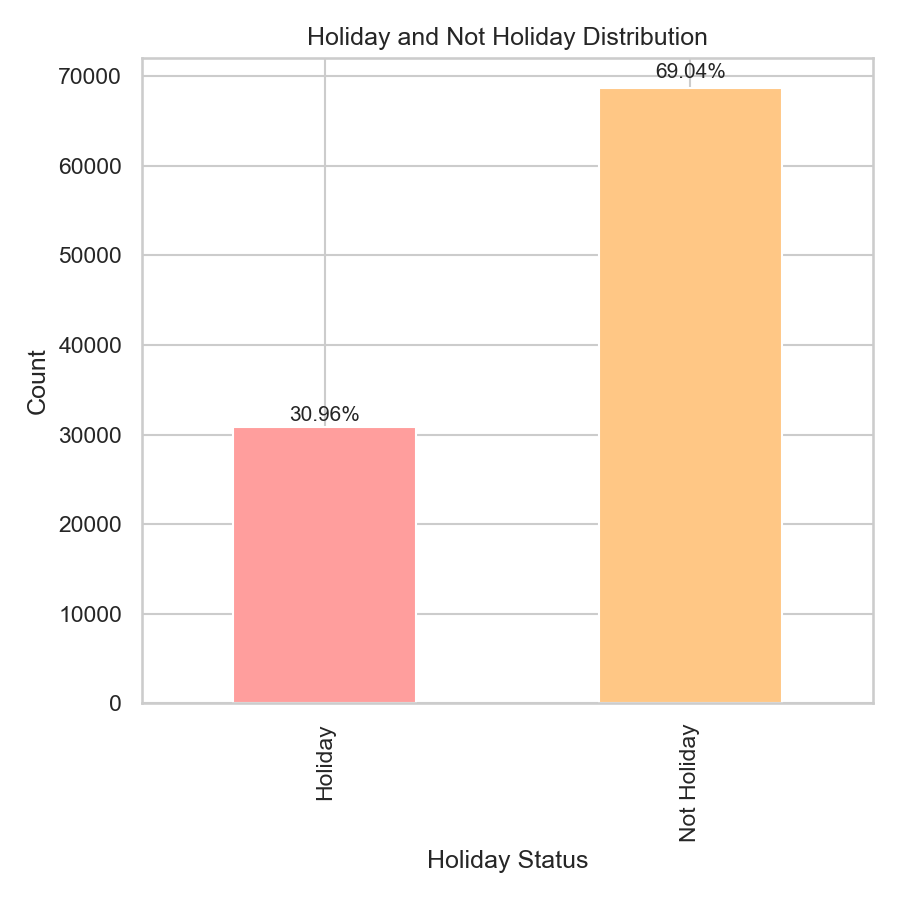 Holiday and Not Holiday Distribution
70000
60000
50000
40000
30000
20000
10000
0
Count
69.04%
30.96%
Holiday
Not Holiday
Holiday Status